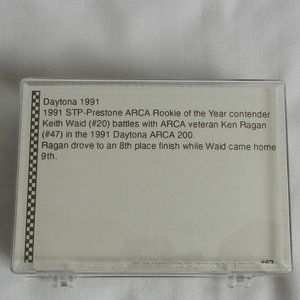 Daytona 1991
1991 STP-Prestone ARCA Rookie of the Year contender
Keith Waid (#20) battles with ARCA veteran Ken Ragan
(#47) in the 1991 Daytona ARCA 200.
Ragan drove to an 8th place finish while Waid came home
9th.